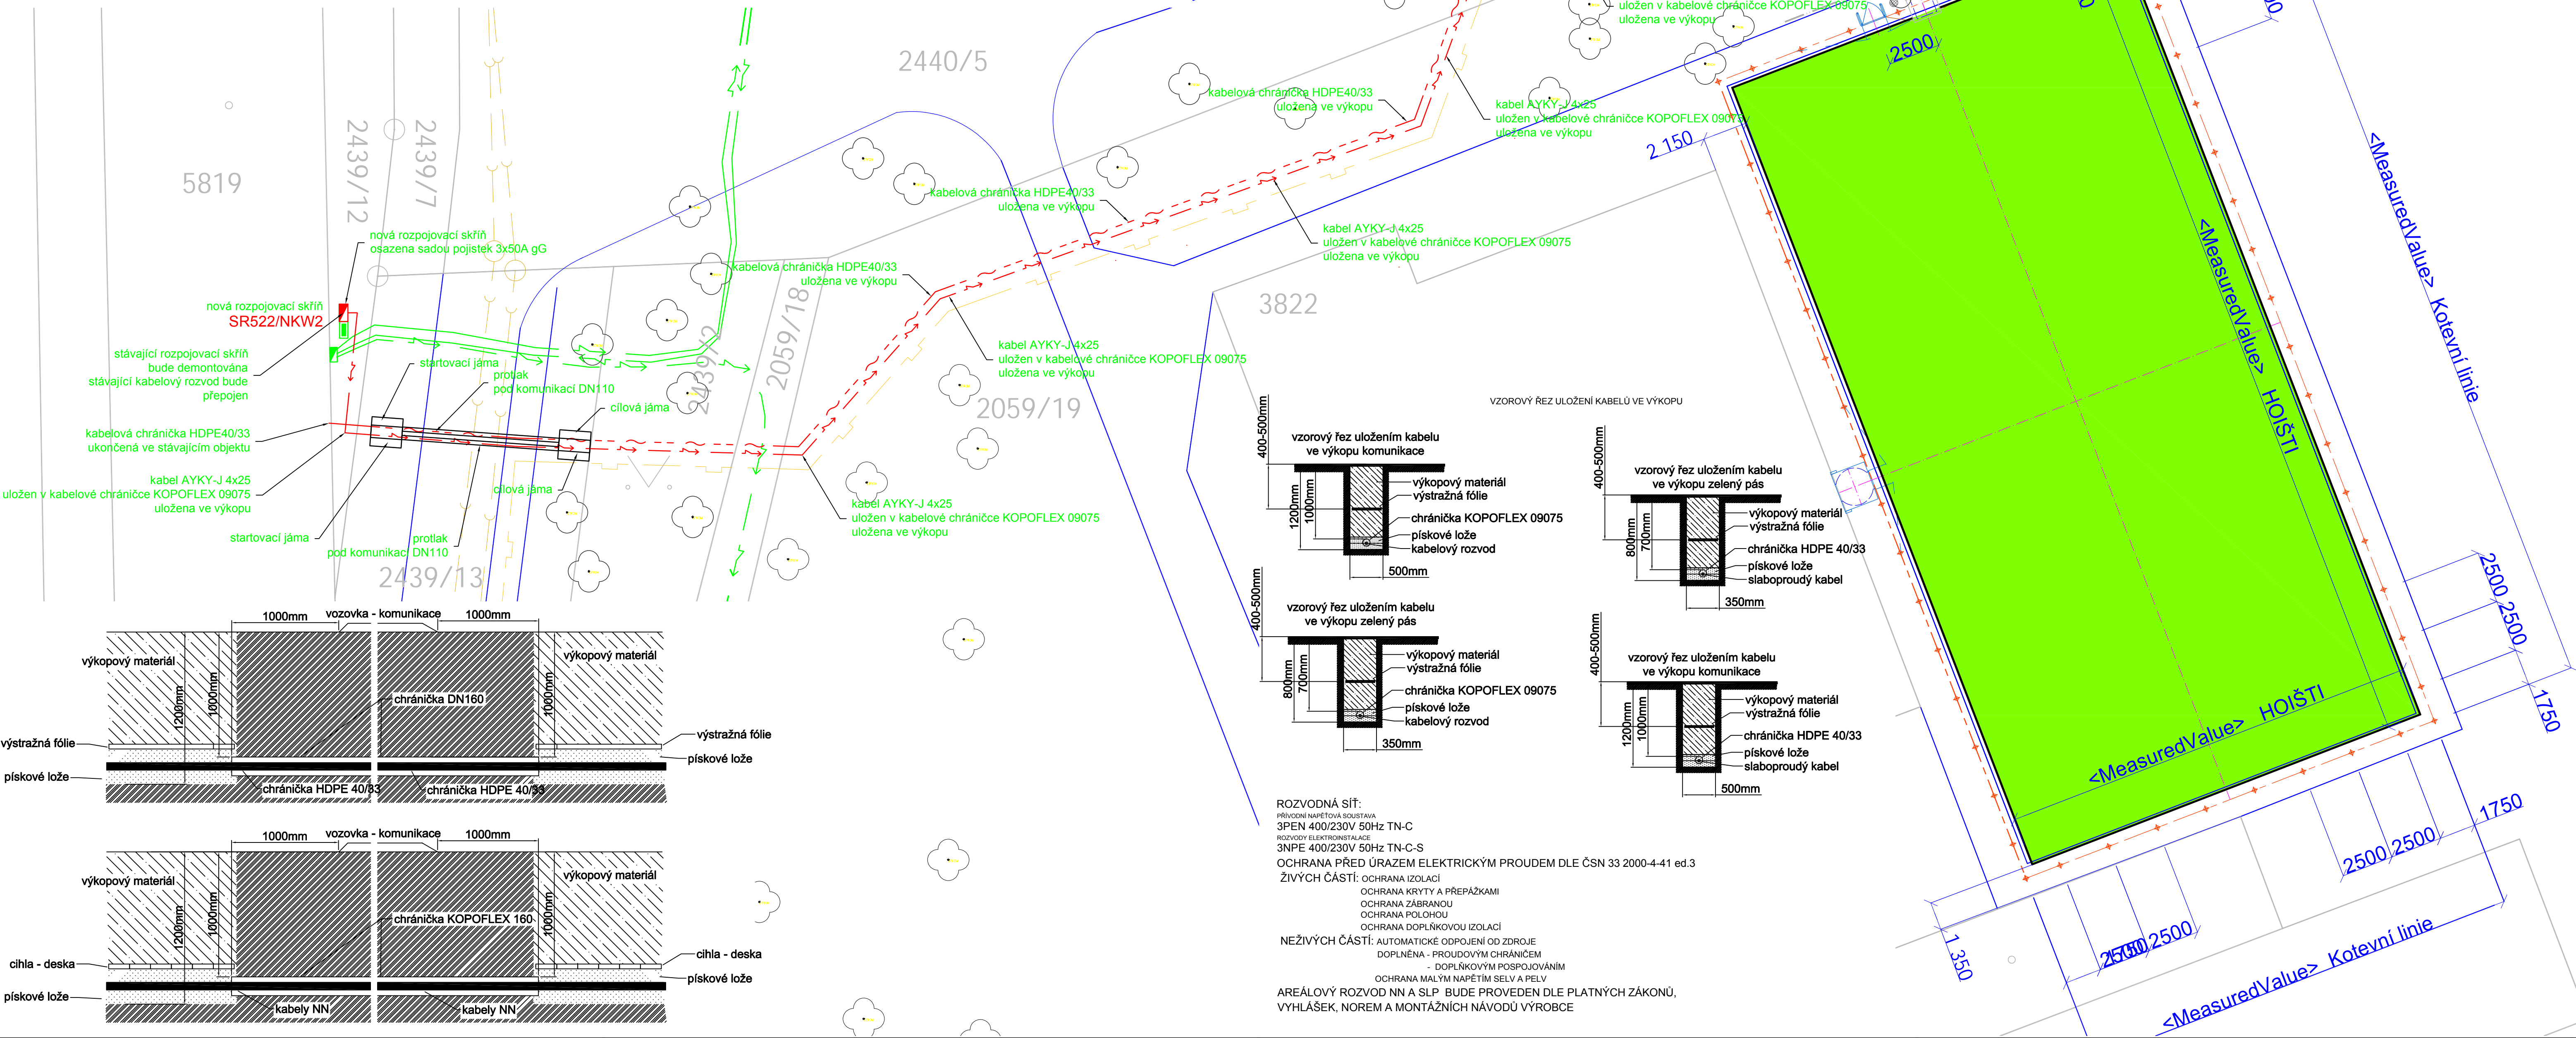 uložen v kabelové chráničce KOPOFLEX 09075
uložena ve výkopu
2500
2440/5
5819
2439/12
2439/7
kabelová chránička HDPE40/33
uložena ve výkopu
kabel AYKY-J 4x25
uložen v kabelové chráničce KOPOFLEX 09075
uložena ve výkopu
2 150
<MeasuredValue> Kotevní linie
<MeasuredValue> HOIŠTI
kabelová chránička HDPE40/33
uložena ve výkopu
kabel AYKY-J 4x25
uložen v kabelové chráničce KOPOFLEX 09075
uložena ve výkopu
nová rozpojovací skříň
osazena sadou pojistek 3x50A gG
kabelová chránička HDPE40/33
uložena ve výkopu
nová rozpojovací skříň
SR522/NKW2
3822
2439/2
2059/18
stávající rozpojovací skříň
bude demontována
stávající kabelový rozvod bude
přepojen
startovací jáma
protlak
pod komunikací DN110
cílová jáma
kabel AYKY-J 4x25
uložen v kabelové chráničce KOPOFLEX 09075
uložena ve výkopu
2059/19
kabelová chránička HDPE40/33
ukončená ve stávajícím objektu
kabel AYKY-J 4x25
uložen v kabelové chráničce KOPOFLEX 09075
uložena ve výkopu
cílová jáma
startovací jáma
protlak
pod komunikací DN110
2439/13
kabel AYKY-J 4x25
uložen v kabelové chráničce KOPOFLEX 09075
uložena ve výkopu
VZOROVÝ ŘEZ ULOŽENÍ KABELŮ VE VÝKOPU
vzorový řez uložením kabelu
ve výkopu komunikace
400-500mm
1200mm
1000mm
výkopový materiál
výstražná fólie
chránička KOPOFLEX 09075
pískové lože
kabelový rozvod
500mm
vzorový řez uložením kabelu
ve výkopu zelený pás
400-500mm
800mm
700mm
výkopový materiál
výstražná fólie
chránička HDPE 40/33
pískové lože
slaboproudý kabel
350mm
vzorový řez uložením kabelu
ve výkopu zelený pás
400-500mm
800mm
700mm
výkopový materiál
výstražná fólie
chránička KOPOFLEX 09075
pískové lože
kabelový rozvod
350mm
vzorový řez uložením kabelu
ve výkopu komunikace
400-500mm
1200mm
1000mm
výkopový materiál
výstražná fólie
chránička HDPE 40/33
pískové lože
slaboproudý kabel
500mm
1000mm
vozovka - komunikace
1000mm
výkopový materiál
výkopový materiál
1200mm
1000mm
1000mm
chránička DN160
výstražná fólie
výstražná fólie
pískové lože
pískové lože
chránička HDPE 40/33
chránička HDPE 40/33
1000mm
vozovka - komunikace
1000mm
výkopový materiál
výkopový materiál
1200mm
1000mm
1000mm
chránička KOPOFLEX 160
cihla - deska
cihla - deska
pískové lože
pískové lože
kabely NN
kabely NN
ROZVODNÁ SÍŤ:
PŘÍVODNÍ NAPĚŤOVÁ SOUSTAVA
3PEN 400/230V 50Hz TN-C
ROZVODY ELEKTROINSTALACE
3NPE 400/230V 50Hz TN-C-S
OCHRANA PŘED ÚRAZEM ELEKTRICKÝM PROUDEM DLE ČSN 33 2000-4-41 ed.3
ŽIVÝCH ČÁSTÍ: OCHRANA IZOLACÍ
OCHRANA KRYTY A PŘEPÁŽKAMI
OCHRANA ZÁBRANOU
OCHRANA POLOHOU
OCHRANA DOPLŇKOVOU IZOLACÍ
NEŽIVÝCH ČÁSTÍ: AUTOMATICKÉ ODPOJENÍ OD ZDROJE
DOPLNĚNA - PROUDOVÝM CHRÁNIČEM
- DOPLŇKOVÝM POSPOJOVÁNÍM
OCHRANA MALÝM NAPĚTÍM SELV A PELV
AREÁLOVÝ ROZVOD NN A SLP BUDE PROVEDEN DLE PLATNÝCH ZÁKONŮ,
VYHLÁŠEK, NOREM A MONTÁŽNÍCH NÁVODŮ VÝROBCE
<MeasuredValue> HOIŠTI
2500
2500
1750
1750
2500
2500
2500
1 350
<MeasuredValue> Kotevní linie